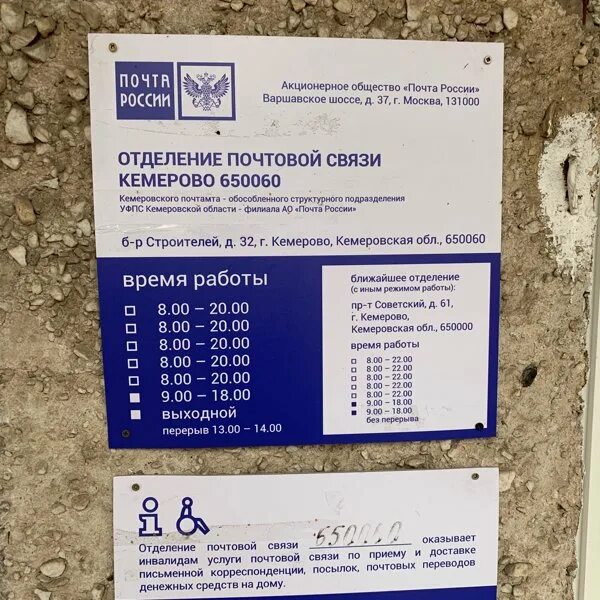 ПОЧТА
РОССИИ
Акционерное общество «Почта России»
Варшавское шоссе, д. 37, г. Москва, 131000
ОТДЕЛЕНИЕ ПОЧТОВОЙ СВЯЗИ
КЕМЕРОВО 650060
Кемеровского почтамта - обособленного структурного подразделения
УФПС Кемеровской области - филиала АО «Почта России»
б-р Строителей, д. 32, г. Кемерово, Кемеровская обл., 650060
время работы
8.00 – 20.00
8.00 – 20.00
8.00 – 20.00
8.00 – 20.00
8.00 – 20.00
9.00 – 18.00
выходной
перерыв 13.00 – 14.00
ближайшее отделение
(с иным режимом работы):
пр-т Советский, д. 61,
г. Кемерово,
Кемеровская обл., 650000
время работы
8.00 – 22.00
8.00 – 22.00
8.00 – 22.00
8.00 – 22.00
8.00 – 22.00
9.00 – 18.00
9.00 – 18.00
без перерыва
Отделение почтовой связи 650060 оказывает
инвалидам услуги почтовой связи по приему и доставке
письменной корреспонденции, посылок, почтовых переводов
денежных средств на дому.